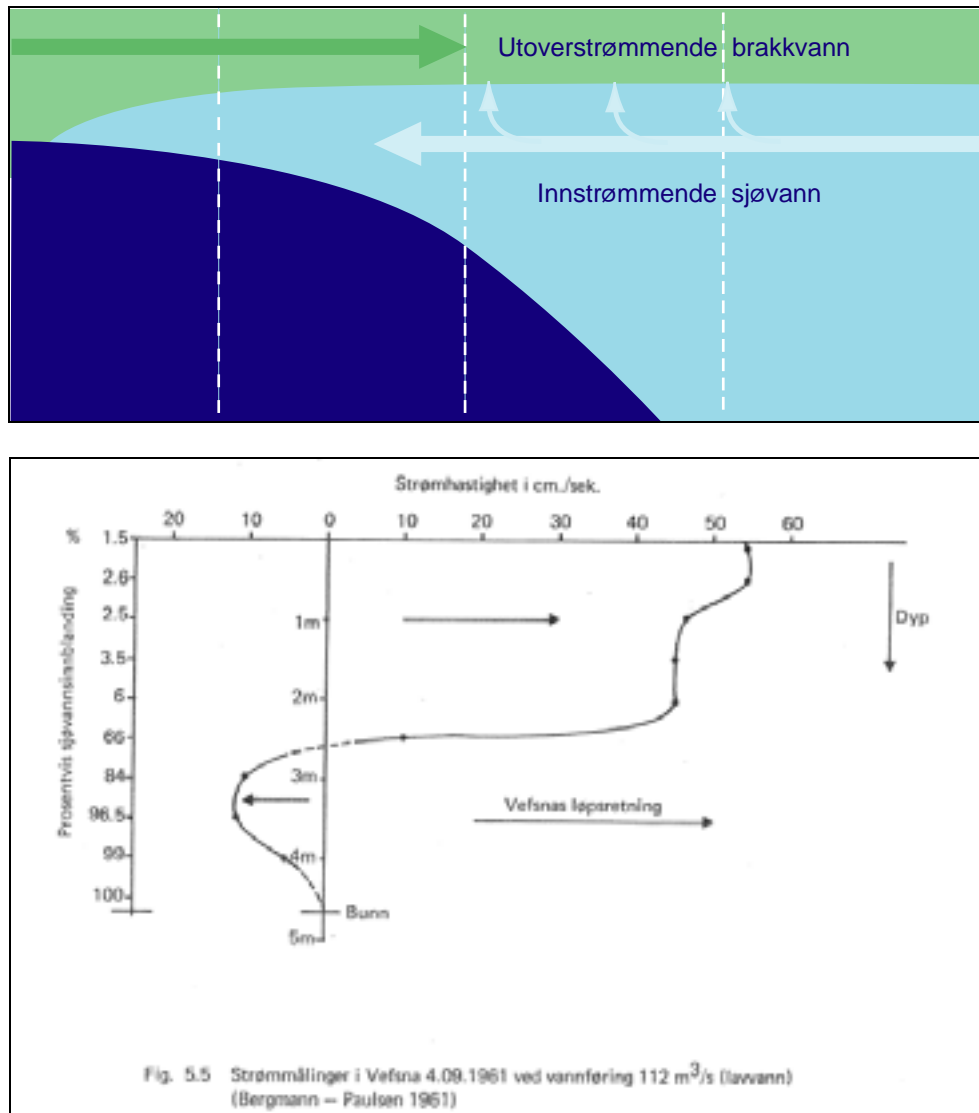 Utoverstrømmende brakkvann
Innstrømmende sjøvann
Strømhastighet i cm./sek.
20 10 0 10 20 30 40 50 60
%
1.5
2.6
2.5
3.5
6
66
84
96.5
99
100
Prosentvis sjøvannsinnblanding
1m
2m
3m
4m
5m
Dyp
Vefsnas løpsretning
Bunn
Fig. 5.5 Strømmålinger i Vefsna 4.09.1961 ved vannføring 112 m³/s (lavvann)
(Bergmann – Paulsen 1961)